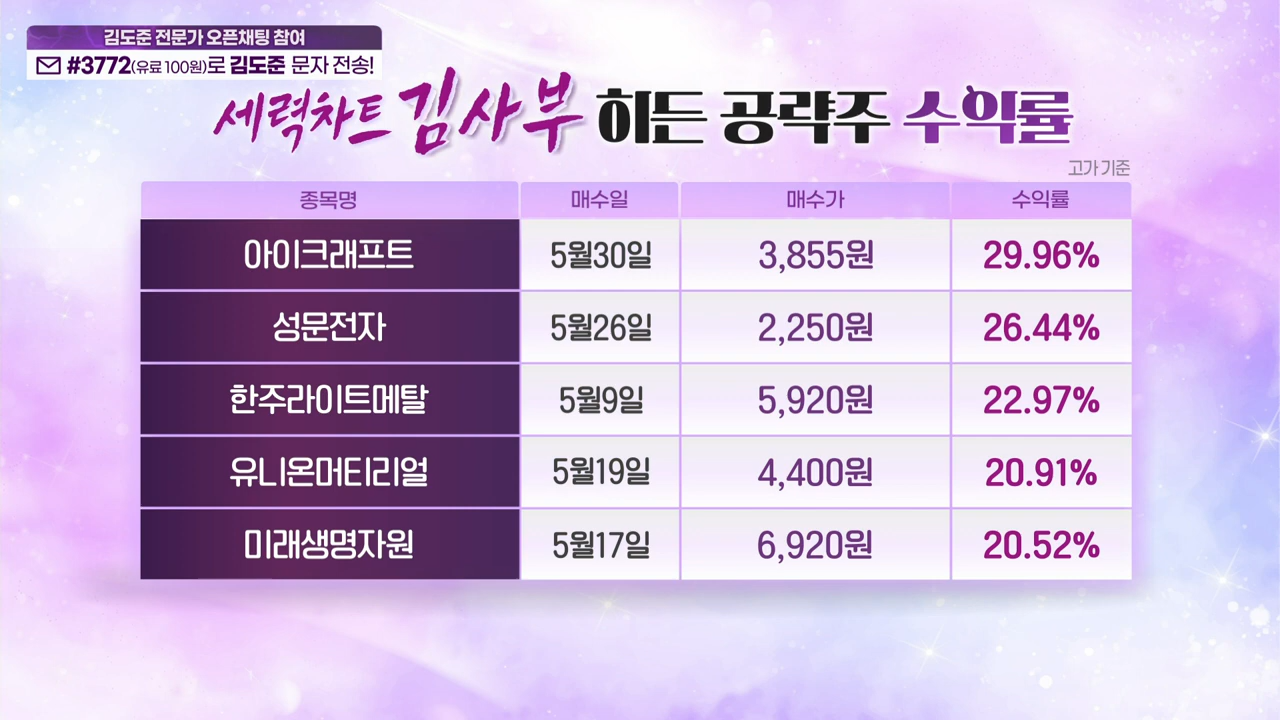 김도준 전문가 오픈채팅 참여
#3772(유료 100원)로 김도준 문자 전송!
세력차트 김사부 히든 공략주 수익률
고가 기준
종목명 매수일 매수가 수익률
아이크래프트 5월30일 3,855원 29.96%
성문전자 5월26일 2,250원 26.44%
한주라이트메탈 5월9일 5,920원 22.97%
유니온머티리얼 5월19일 4,400원 20.91%
미래생명자원 5월17일 6,920원 20.52%